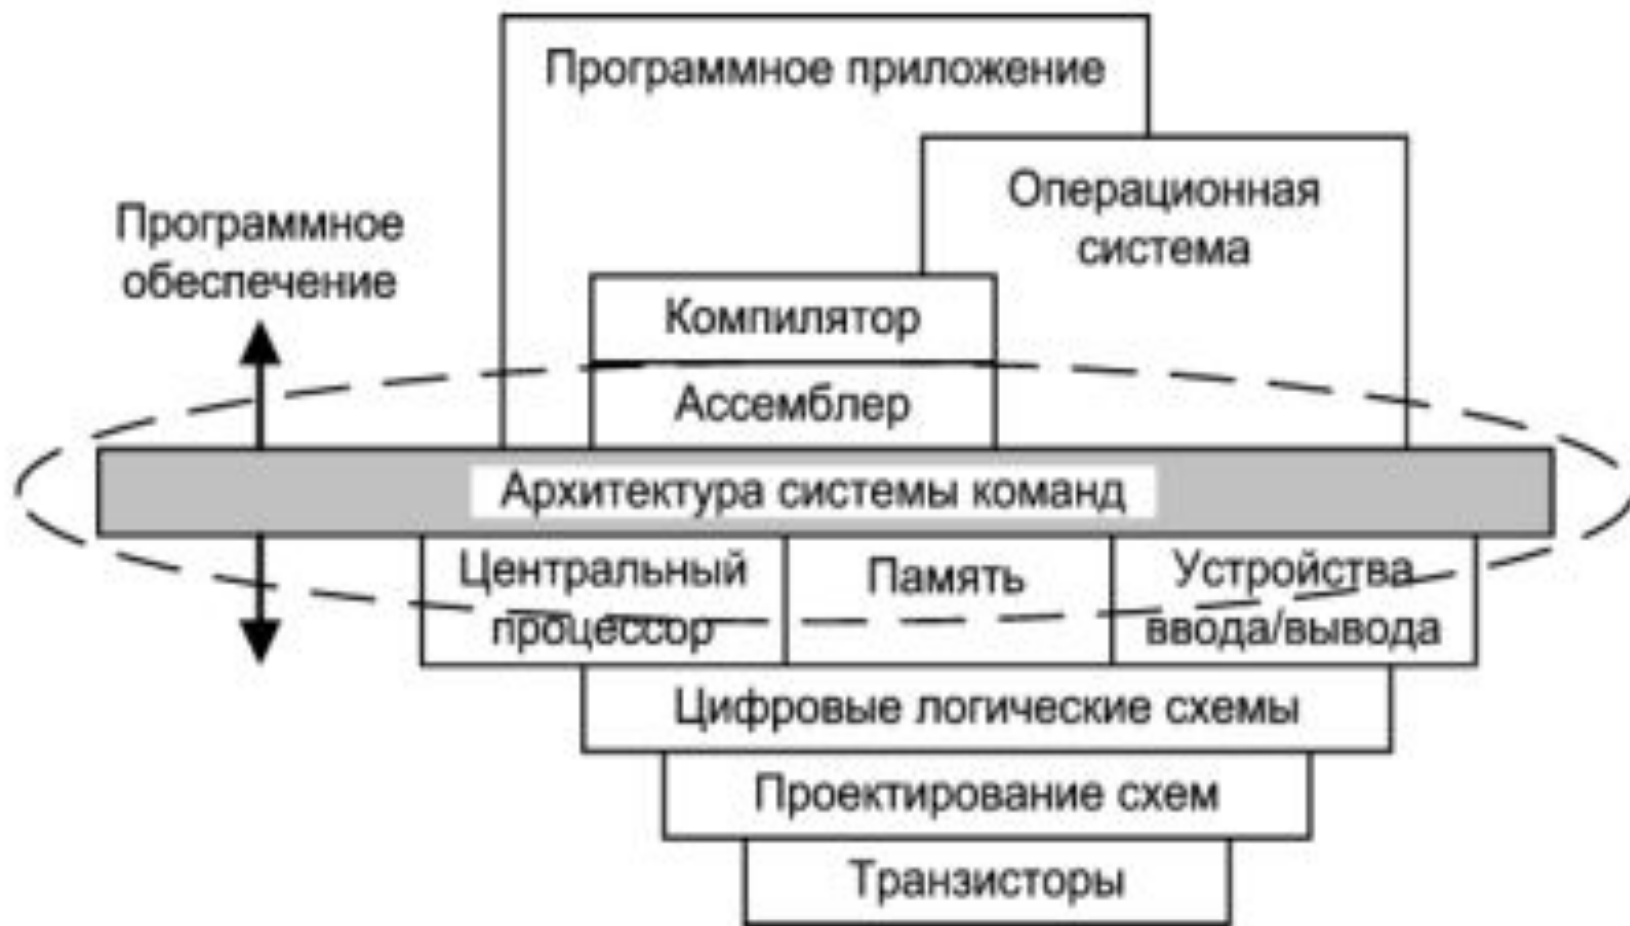 Программное приложение
Операционная
система
Программное
обеспечение
Компилятор
Ассемблер
Архитектура системы команд
Центральный
процессор
Память
Устройства
ввода/вывода
Цифровые логические схемы
Проектирование схем
Транзисторы